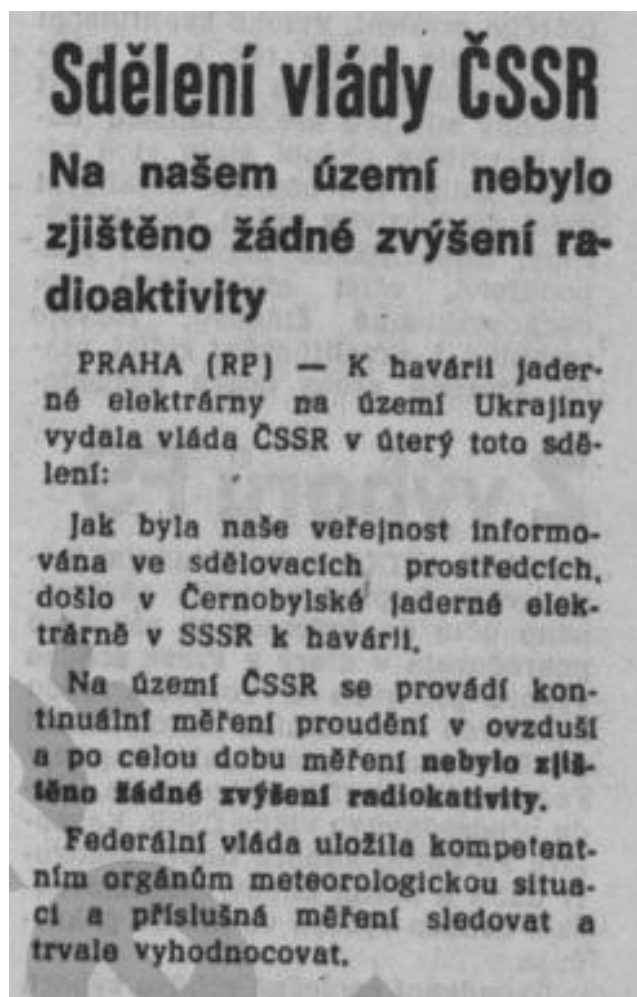 Sdělení vlády ČSSR
Na našem území nebylo
zjištěno žádné zvýšení ra-
dioaktivity
PRAHA (RP) — K havárii jader-
né elektrárny na území Ukrajiny
vydala vláda ČSSR v úterý toto sdě-
lení:
Jak byla naše veřejnost informo-
vána ve sdělovacích prostředcích,
došlo v Černobylské jaderné elek-
trárně v SSSR k havárii.
Na území ČSSR se provádí kon-
tinuální měření proudění v ovzduší
a po celou dobu měření nebylo zjiš-
těno žádné zvýšení radiokativity.
Federální vláda uložila kompetent-
ním orgánům meteorologickou situa-
ci a příslušná měření sledovat a
trvale vyhodnocovat.